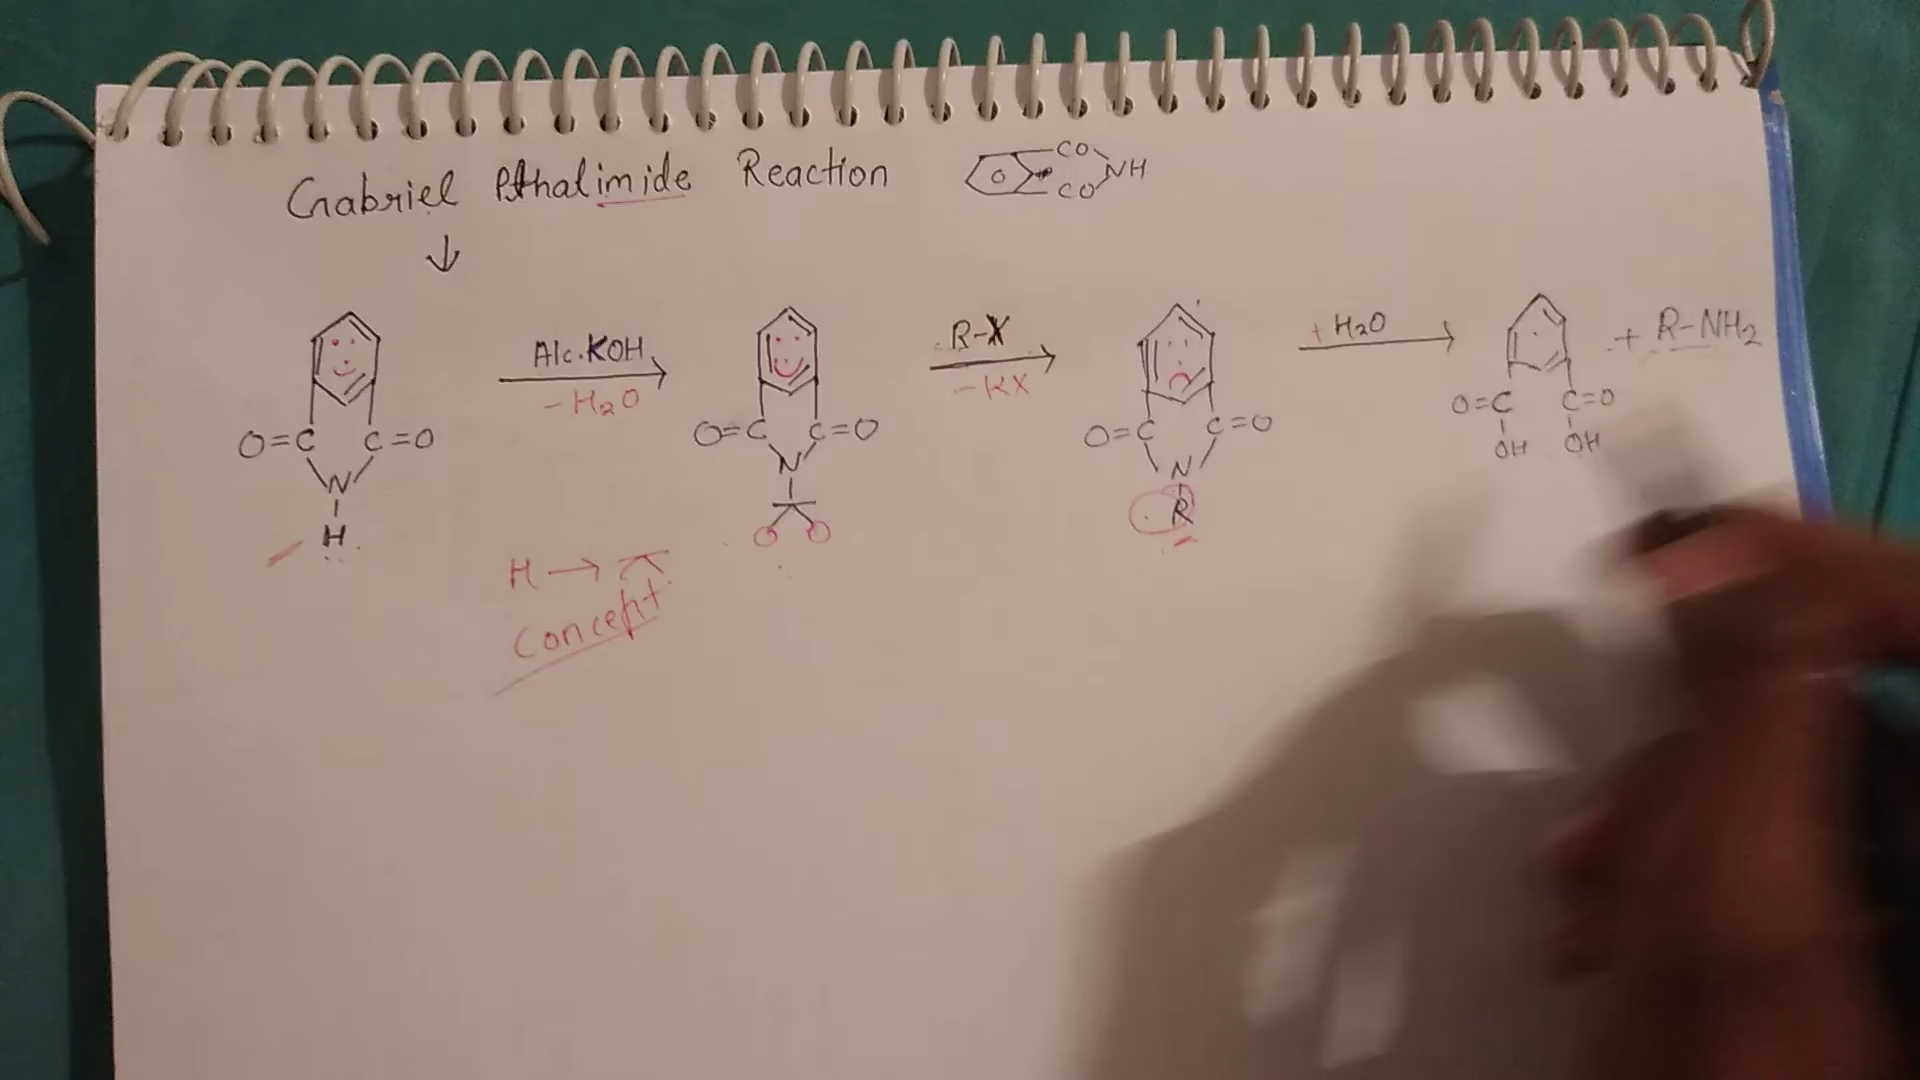 Gabriel Pthalimide Reaction
CO
NH
CO
Alc.KOH
-H₂O
R-X
-KX
+H₂O
+ R-NH₂
O=C C=O
N
H
O=C C=O
N
K
O=C C=O
N
R
O=C C=O
OH OH
H → K
Concept